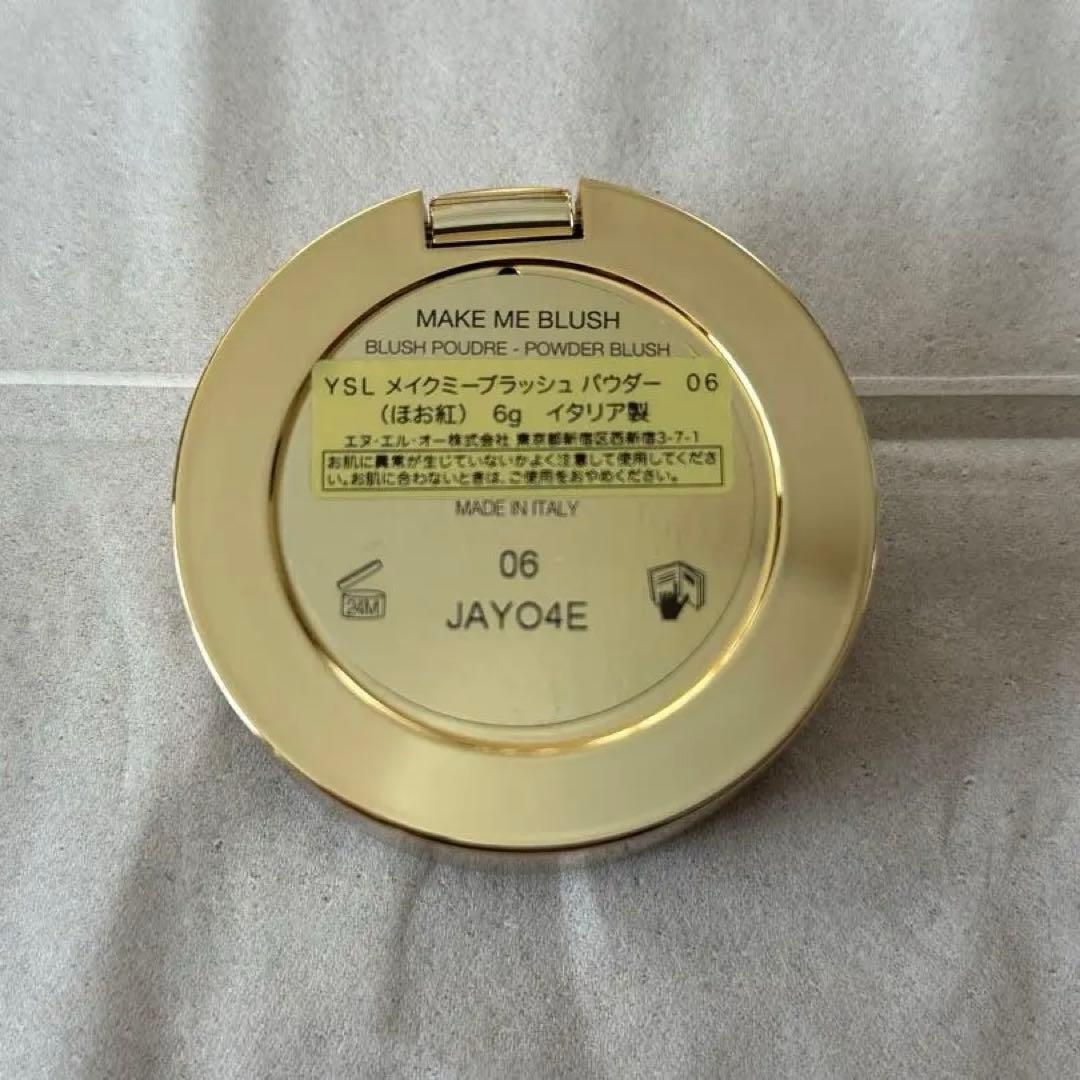 MAKE ME BLUSH
BLUSH POUDRE - POWDER BLUSH
YSL メイクミーブラッシュ パウダー 06
（ほお紅） 6g イタリア製
エヌ・エル・オー株式会社 東京都新宿区西新宿3-7-1
お肌に異常が生じていないかよく注意して使用してくださ
い。お肌に合わないときは、ご使用をおやめください。
MADE IN ITALY
06
24M
JAYO4E